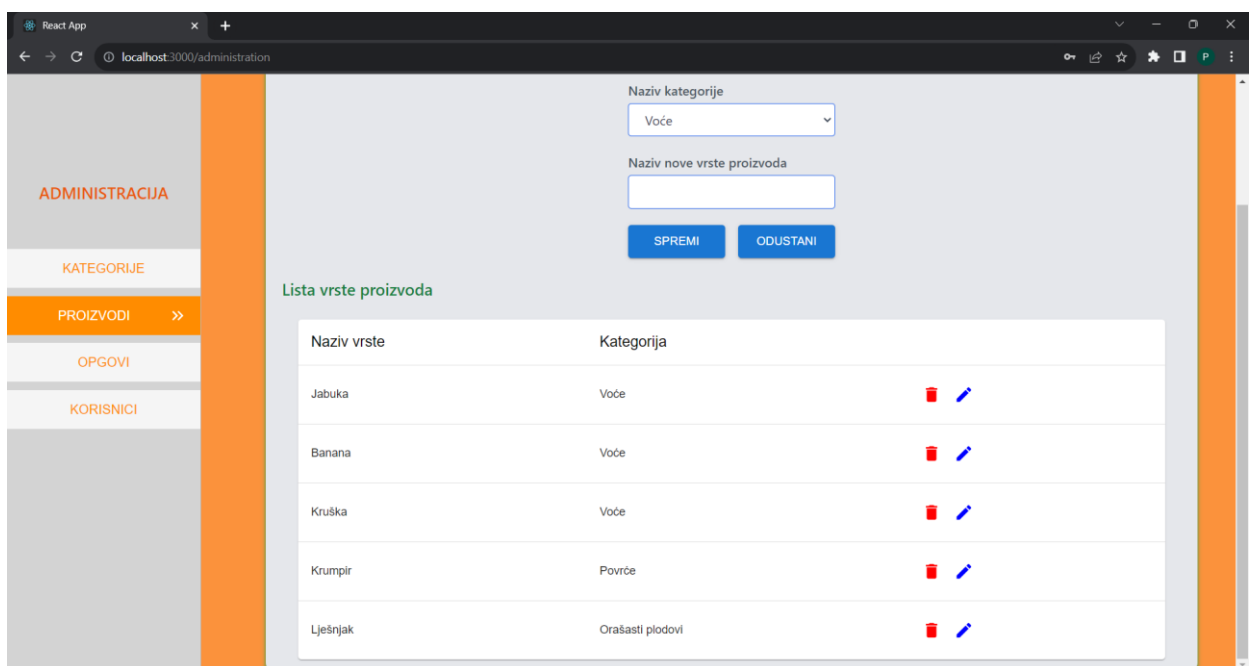 React App
localhost:3000/administration
P
ADMINISTRACIJA
KATEGORIJE
PROIZVODI
OPGOVI
KORISNICI
Naziv kategorije
Voće
Naziv nove vrste proizvoda
SPREMI ODUSTANI
Lista vrste proizvoda
Naziv vrste Kategorija
Jabuka Voće
Banana Voće
Kruška Voće
Krumpir Povrće
Lješnjak Orašasti plodovi